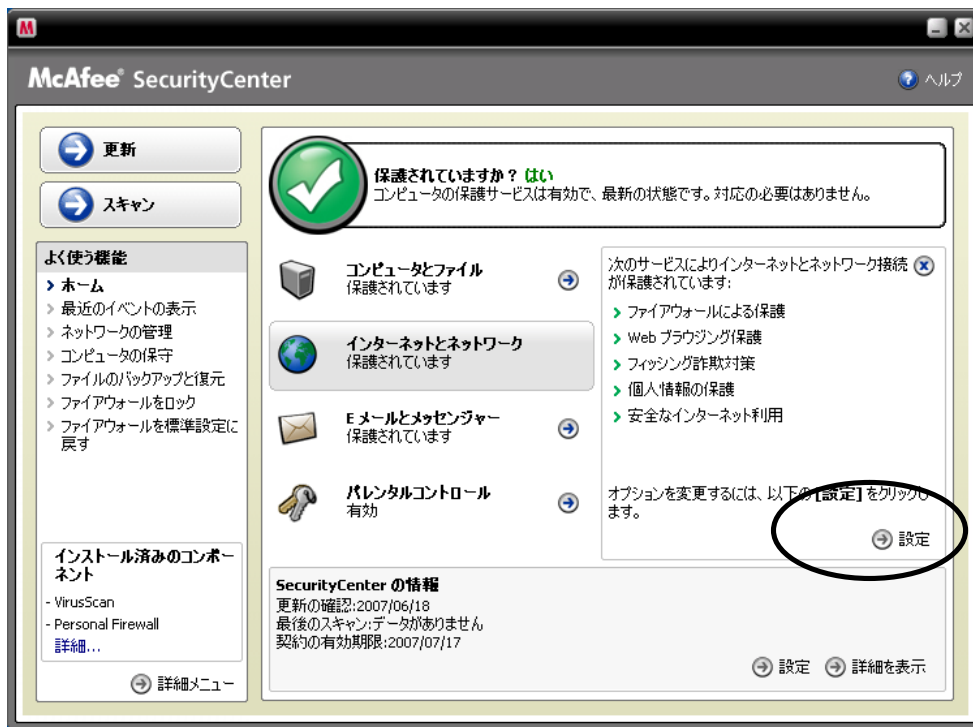 McAfee® SecurityCenter
ヘルプ
更新
スキャン
よく使う機能
ホーム
最近のイベントの表示
ネットワークの管理
コンピュータの保守
ファイルのバックアップと復元
ファイアウォールをロック
ファイアウォールを標準設定に
戻す
インストール済みのコンポー
ネント
- VirusScan
- Personal Firewall
詳細...
詳細メニュー
保護されていますか？ はい
コンピュータの保護サービスは有効で、最新の状態です。対応の必要はありません。
コンピュータとファイル
保護されています
インターネットとネットワーク
保護されています
E メールとメッセンジャー
保護されています
パレンタルコントロール
有効
次のサービスによりインターネットとネットワーク接続
が保護されています:
ファイアウォールによる保護
Web ブラウジング保護
フィッシング詐欺対策
個人情報の保護
安全なインターネット利用
オプションを変更するには、以下の [設定] をクリックし
ます。
設定
SecurityCenter の情報
更新の確認:2007/06/18
最後のスキャン:データがありません
契約の有効期限:2007/07/17
設定
詳細を表示